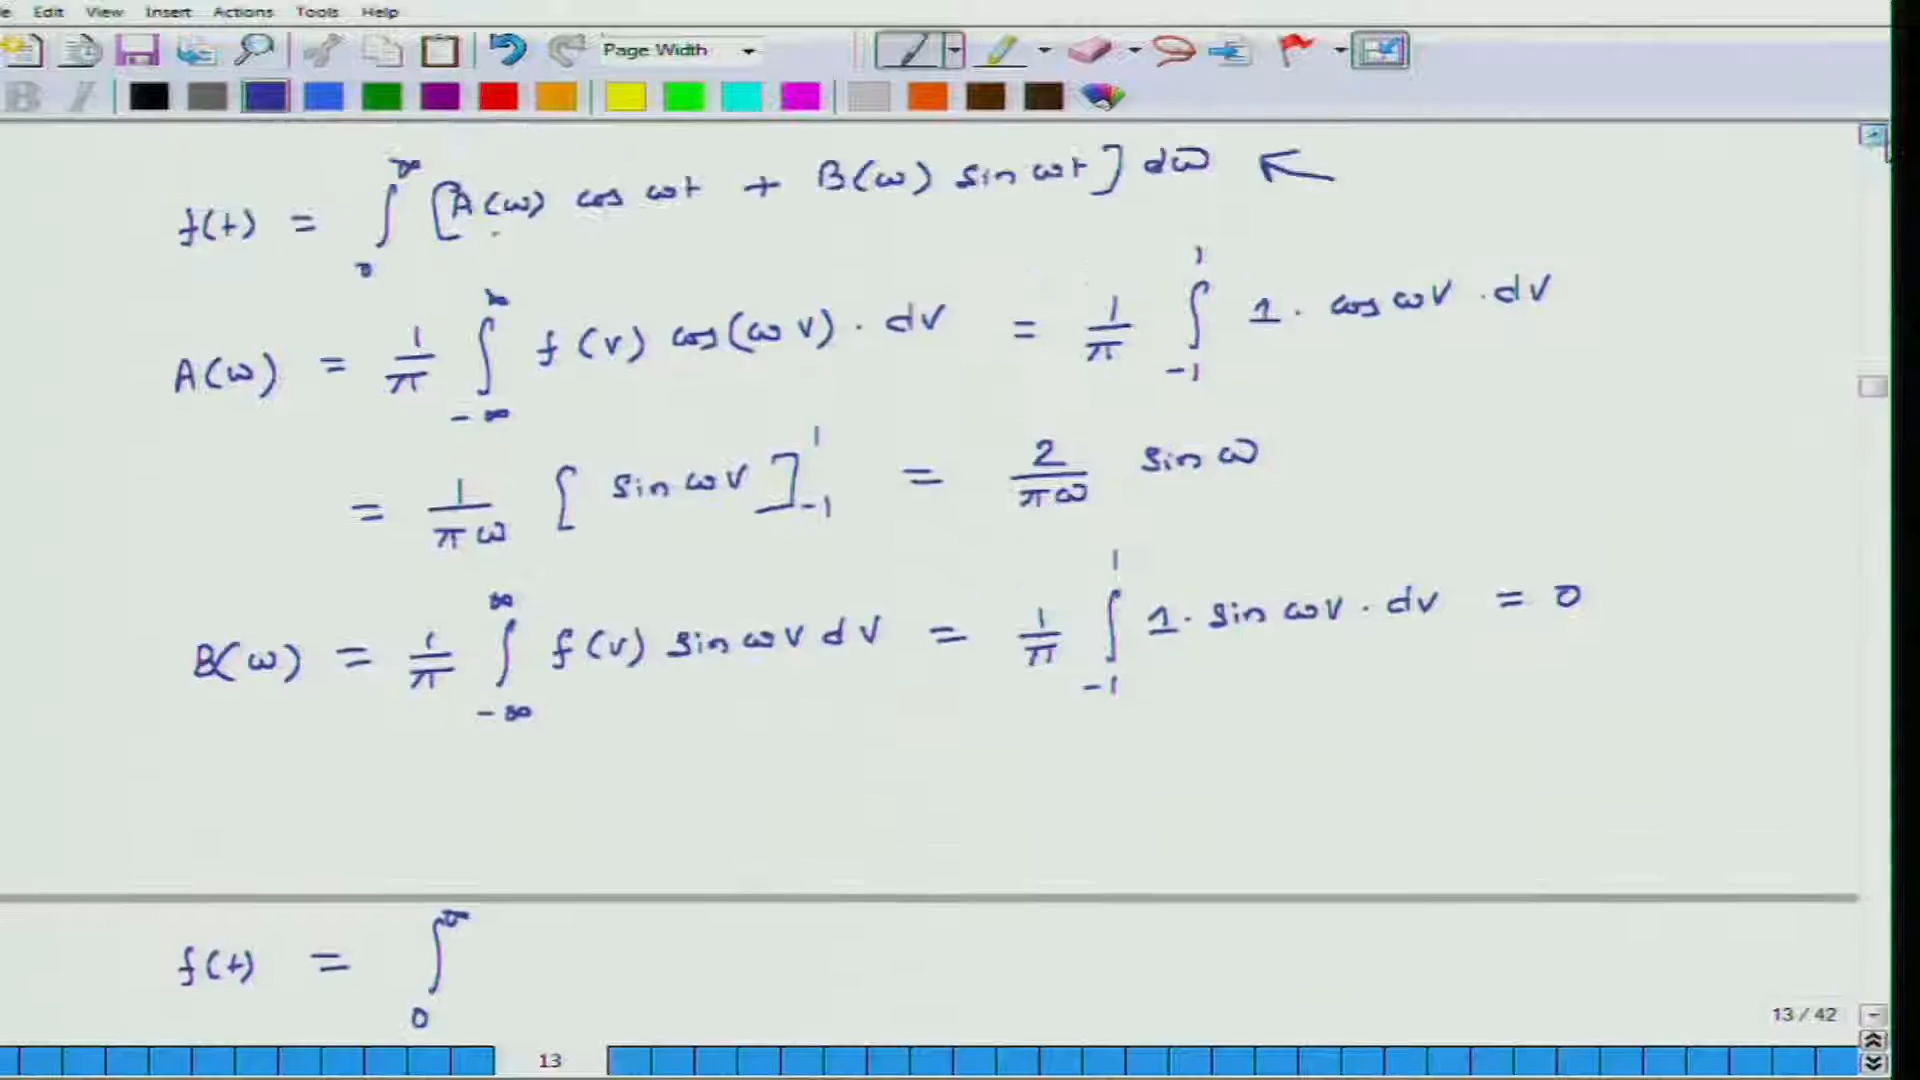 Edit View Insert Actions Tools Help
Page Width
f(t) = ∫_0^∞ [A(ω) cos ωt + B(ω) sin ωt] dω ←
A(ω) = 1/π ∫_{-∞}^{∞} f(v) cos(ωv) · dv = 1/π ∫_{-1}^{1} 1 · cos ωv · dv
= 1/(πω) [sin ωv]_{-1}^{1} = 2/(πω) sin ω
B(ω) = 1/π ∫_{-∞}^{∞} f(v) sin ωv dv = 1/π ∫_{-1}^{1} 1 · sin ωv · dv = 0
f(t) = ∫_0^∞
13 / 42
13